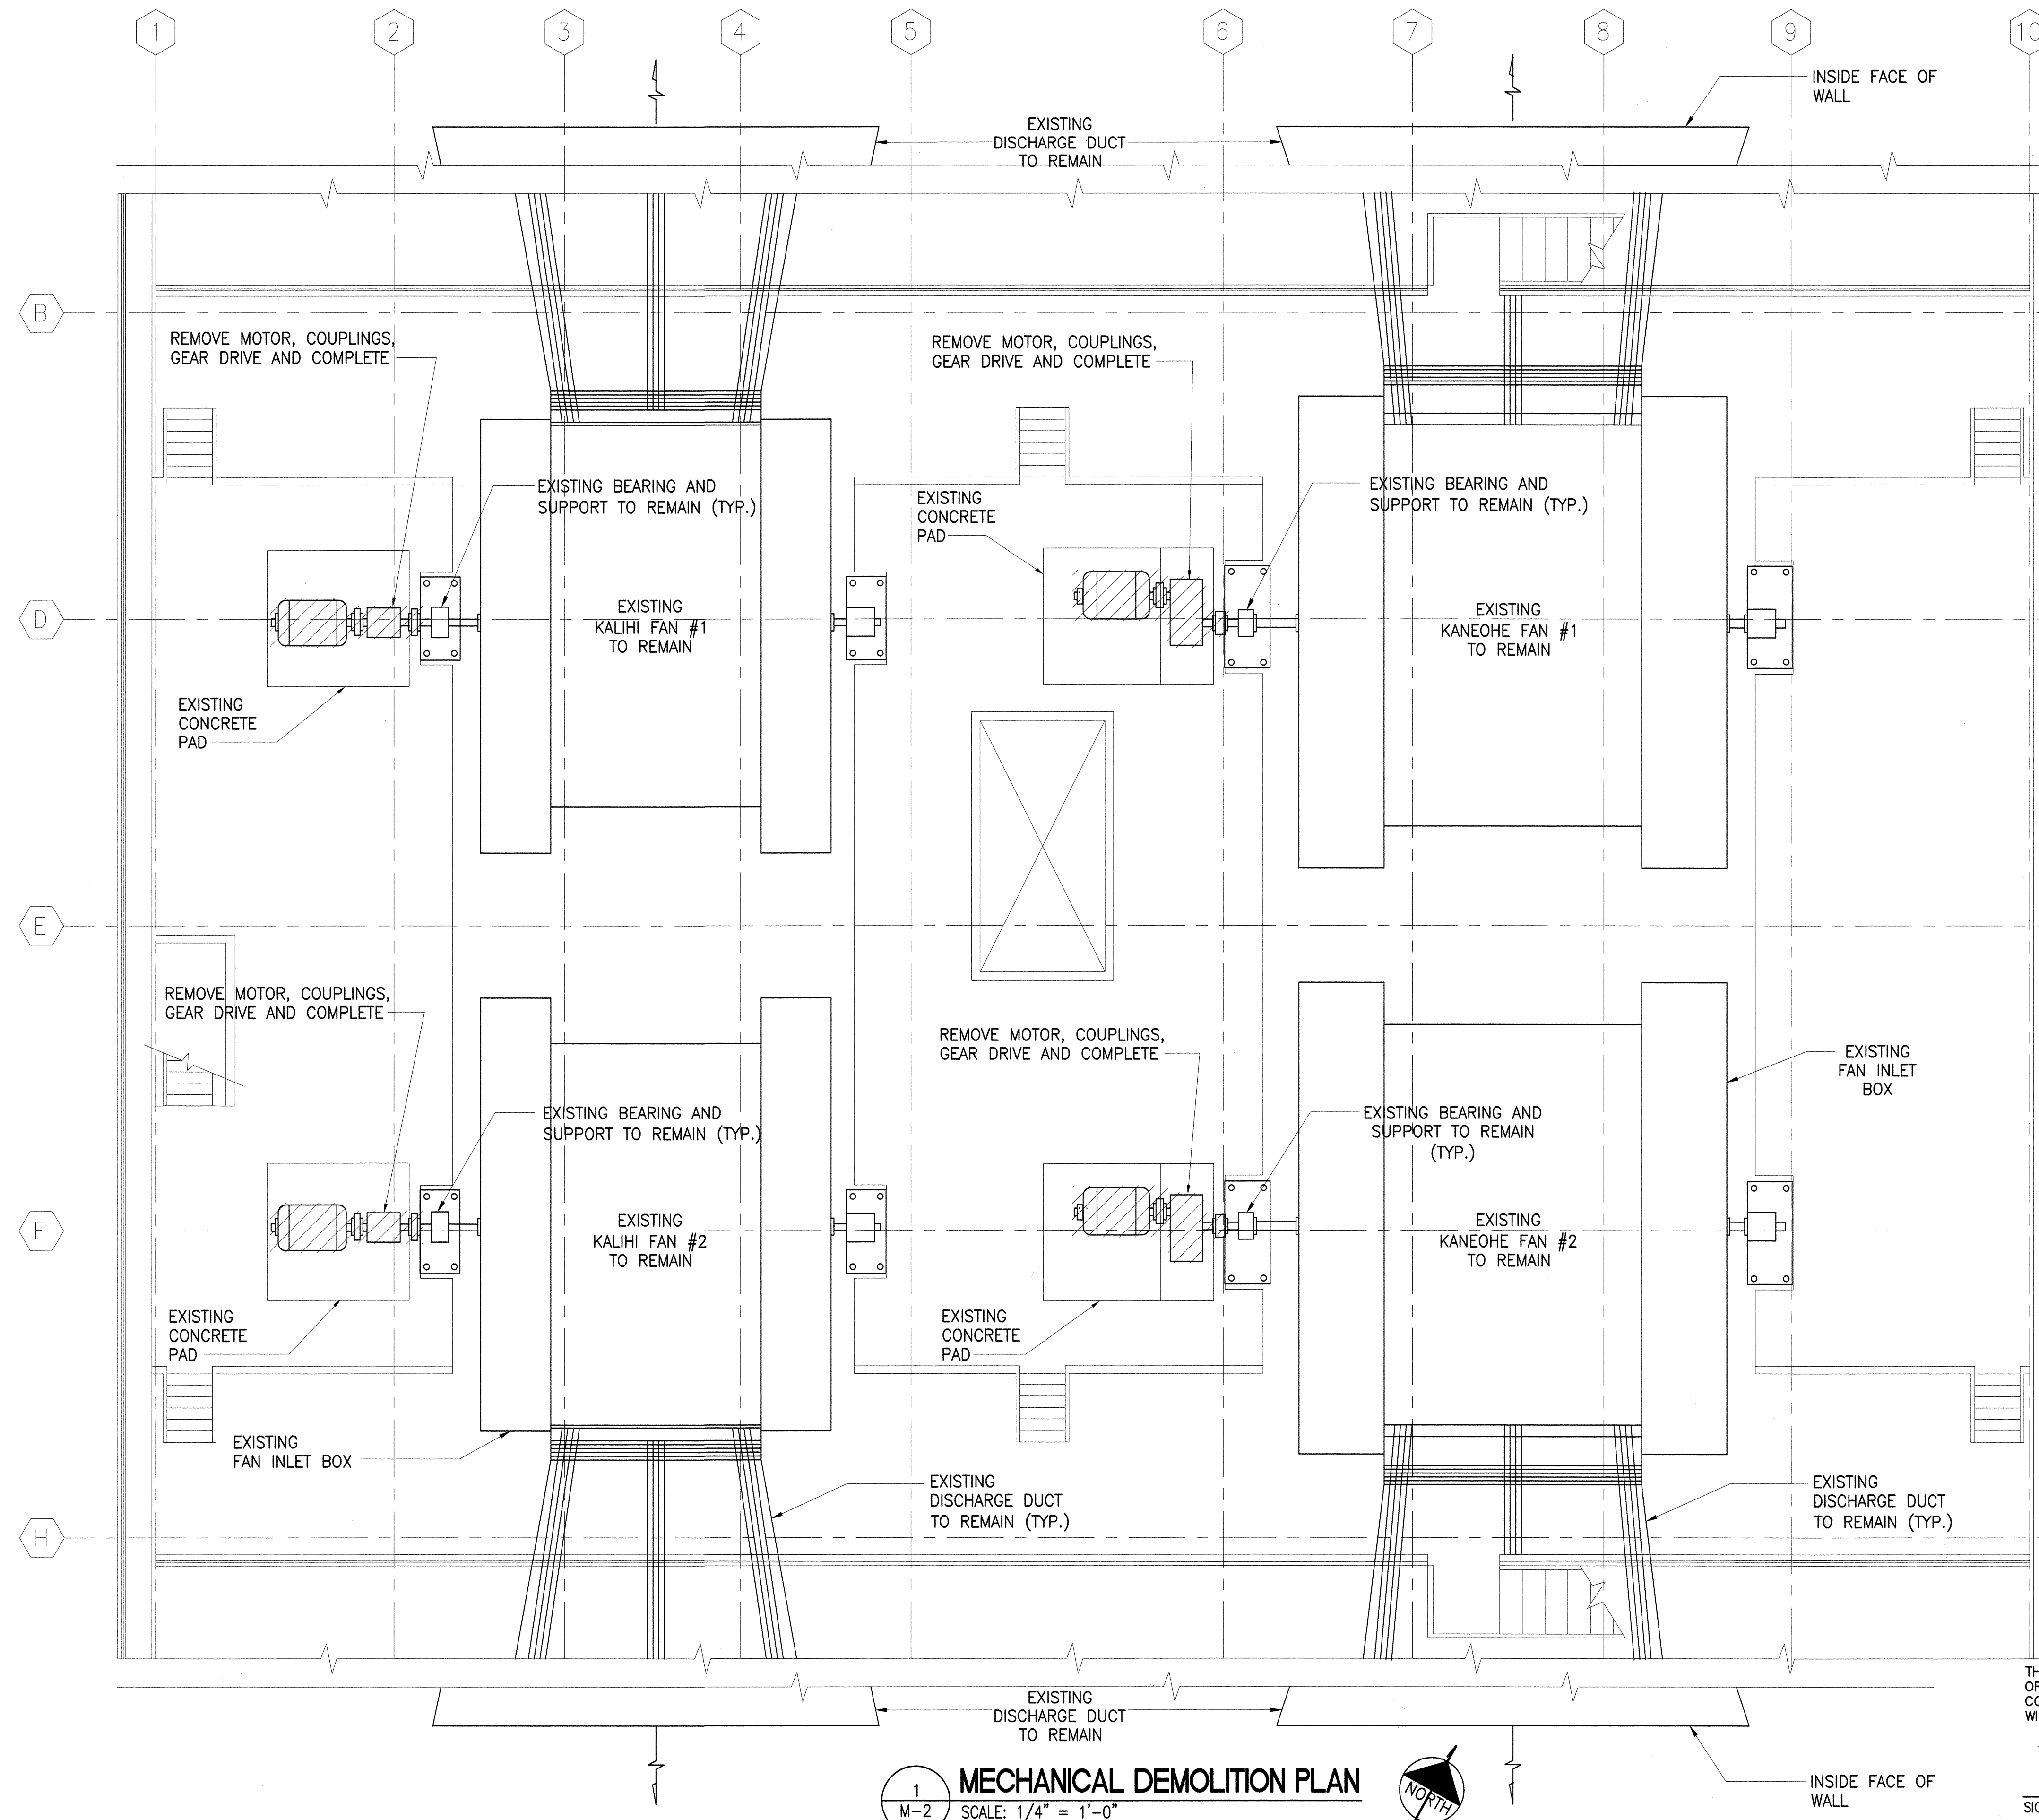 1
2
3
4
5
6
7
8
9
10
INSIDE FACE OF
WALL
EXISTING
DISCHARGE DUCT
TO REMAIN
B
REMOVE MOTOR, COUPLINGS,
GEAR DRIVE AND COMPLETE
REMOVE MOTOR, COUPLINGS,
GEAR DRIVE AND COMPLETE
EXISTING BEARING AND
SUPPORT TO REMAIN (TYP.)
EXISTING
CONCRETE
PAD
EXISTING BEARING AND
SUPPORT TO REMAIN (TYP.)
D
EXISTING
KALIHI FAN #1
TO REMAIN
EXISTING
KANEOHE FAN #1
TO REMAIN
EXISTING
CONCRETE
PAD
E
REMOVE MOTOR, COUPLINGS,
GEAR DRIVE AND COMPLETE
REMOVE MOTOR, COUPLINGS,
GEAR DRIVE AND COMPLETE
EXISTING
FAN INLET
BOX
EXISTING BEARING AND
SUPPORT TO REMAIN (TYP.)
EXISTING BEARING AND
SUPPORT TO REMAIN
(TYP.)
F
EXISTING
KALIHI FAN #2
TO REMAIN
EXISTING
KANEOHE FAN #2
TO REMAIN
EXISTING
CONCRETE
PAD
EXISTING
CONCRETE
PAD
EXISTING
FAN INLET BOX
EXISTING
DISCHARGE DUCT
TO REMAIN (TYP.)
EXISTING
DISCHARGE DUCT
TO REMAIN (TYP.)
H
EXISTING
DISCHARGE DUCT
TO REMAIN
1
M-2
MECHANICAL DEMOLITION PLAN
SCALE: 1/4" = 1'-0"
NORTH
INSIDE FACE OF
WALL